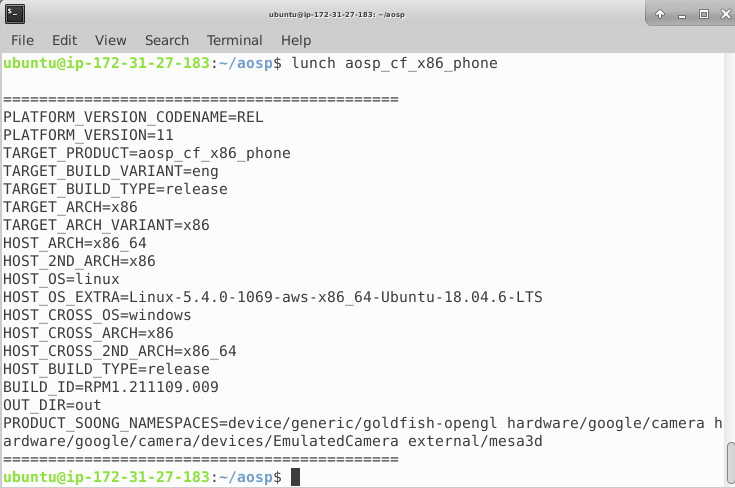 ubuntu@ip-172-31-27-183: ~/aosp
File Edit View Search Terminal Help
ubuntu@ip-172-31-27-183:~/aosp$ lunch aosp_cf_x86_phone
============================================
PLATFORM_VERSION_CODENAME=REL
PLATFORM_VERSION=11
TARGET_PRODUCT=aosp_cf_x86_phone
TARGET_BUILD_VARIANT=eng
TARGET_BUILD_TYPE=release
TARGET_ARCH=x86
TARGET_ARCH_VARIANT=x86
HOST_ARCH=x86_64
HOST_2ND_ARCH=x86
HOST_OS=linux
HOST_OS_EXTRA=Linux-5.4.0-1069-aws-x86_64-Ubuntu-18.04.6-LTS
HOST_CROSS_OS=windows
HOST_CROSS_ARCH=x86
HOST_CROSS_2ND_ARCH=x86_64
HOST_BUILD_TYPE=release
BUILD_ID=RPM1.211109.009
OUT_DIR=out
PRODUCT_SOONG_NAMESPACES=device/generic/goldfish-opengl hardware/google/camera h
ardware/google/camera/devices/EmulatedCamera external/mesa3d
============================================
ubuntu@ip-172-31-27-183:~/aosp$